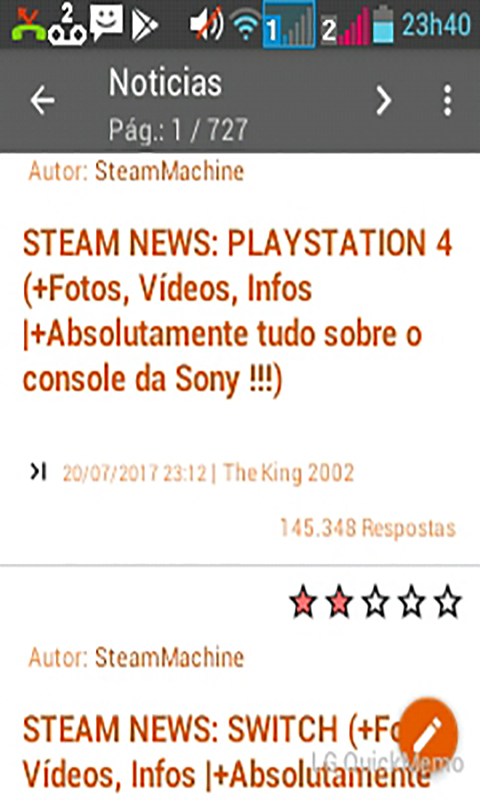 2
1
2
23h40
Noticias
Pág.: 1 / 727
Autor: SteamMachine
STEAM NEWS: PLAYSTATION 4
(+Fotos, Vídeos, Infos
|+Absolutamente tudo sobre o
console da Sony !!!)
20/07/2017 23:12 | The King 2002
145.348 Respostas
Autor: SteamMachine
STEAM NEWS: SWITCH (+Fo
Vídeos, Infos |+Absolutamente
LG QuickMemo